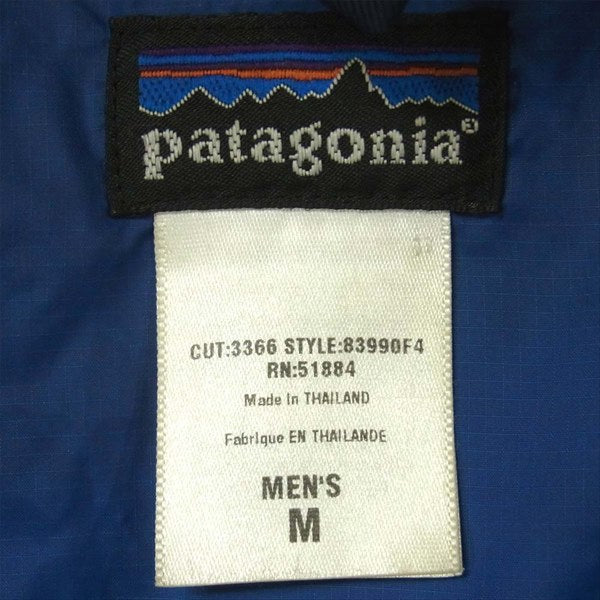 patagonia®
CUT:3366 STYLE:83990F4
RN:51884
Made in THAILAND
Fabrique EN THAILANDE
MEN'S
M